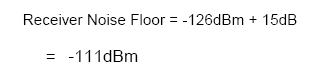 Receiver Noise Floor = -126dBm + 15dB
= -111dBm